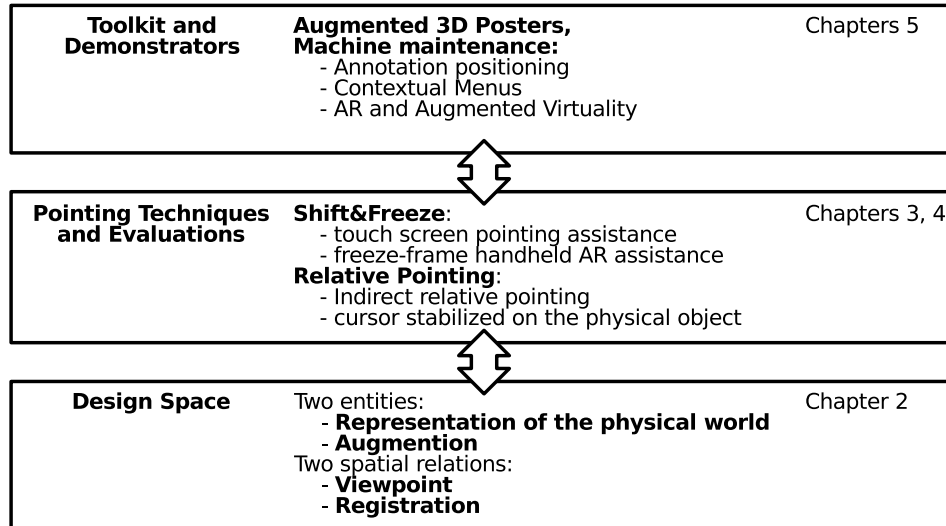 Toolkit and Demonstrators
Augmented 3D Posters,
Machine maintenance:
- Annotation positioning
- Contextual Menus
- AR and Augmented Virtuality
Chapters 5
Pointing Techniques and Evaluations
Shift&Freeze:
- touch screen pointing assistance
- freeze-frame handheld AR assistance
Relative Pointing:
- Indirect relative pointing
- cursor stabilized on the physical object
Chapters 3, 4
Design Space
Two entities:
- Representation of the physical world
- Augmention
Two spatial relations:
- Viewpoint
- Registration
Chapter 2